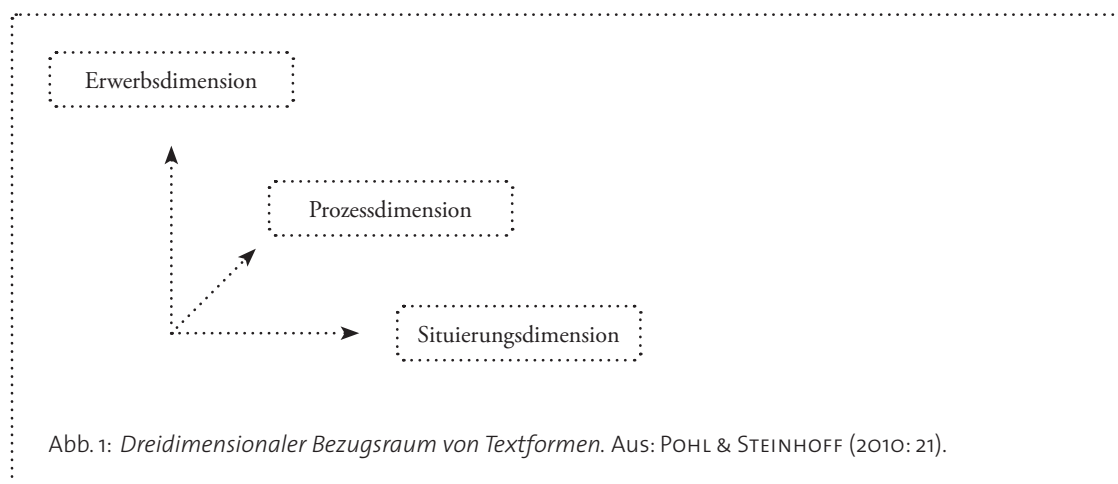 Erwerbsdimension
Prozessdimension
Situierungsdimension
Abb. 1: Dreidimensionaler Bezugsraum von Textformen. Aus: POHL & STEINHOFF (2010: 21).